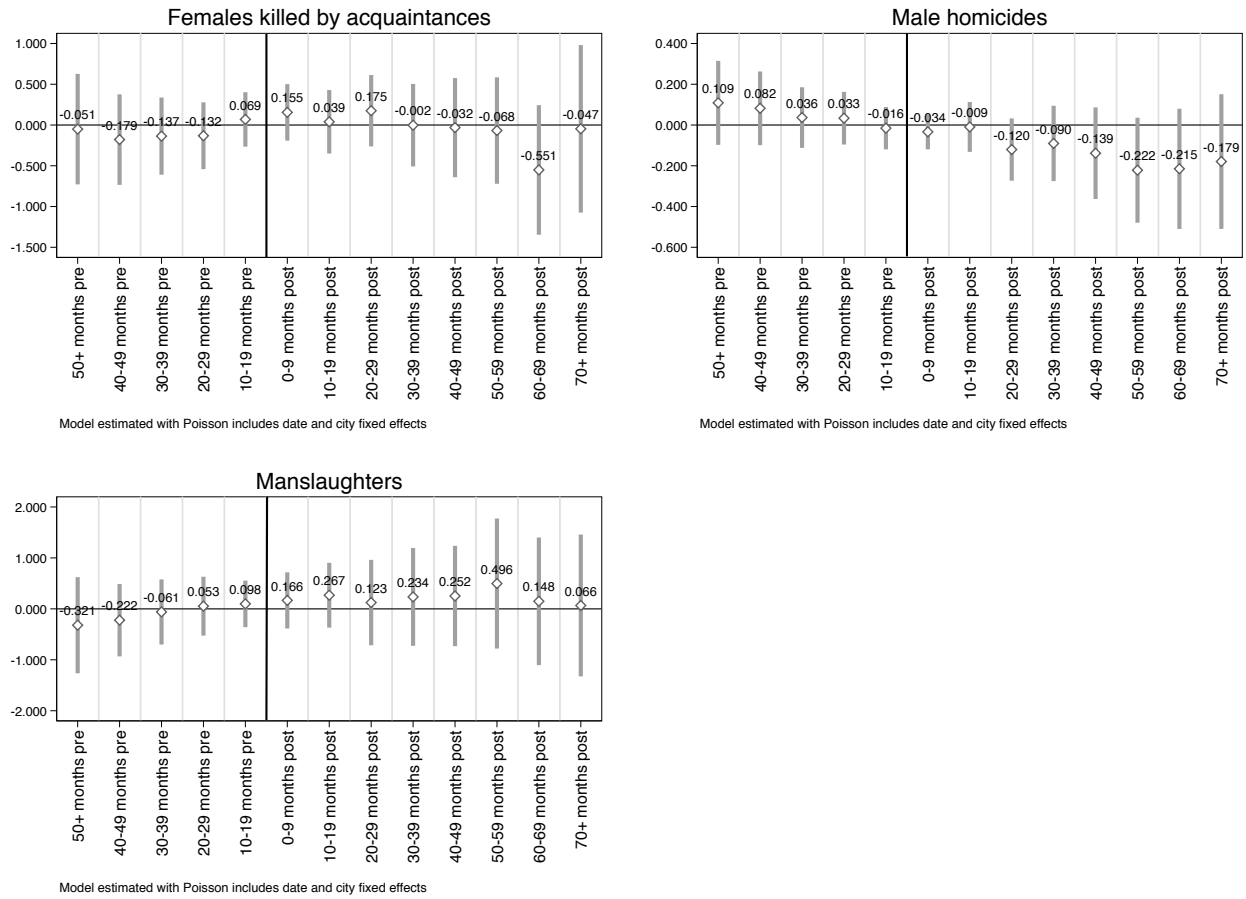 Females killed by acquaintances
1.000
0.500
0.000
-0.500
-1.000
-1.500
-0.051
-0.179
-0.137
-0.132
0.069
0.155
0.039
0.175
-0.002
-0.032
-0.068
-0.551
-0.047
50+ months pre
40-49 months pre
30-39 months pre
20-29 months pre
10-19 months pre
0-9 months post
10-19 months post
20-29 months post
30-39 months post
40-49 months post
50-59 months post
60-69 months post
70+ months post
Model estimated with Poisson includes date and city fixed effects
Male homicides
0.400
0.200
0.000
-0.200
-0.400
-0.600
0.109
0.082
0.036
0.033
-0.016
-0.034
-0.009
-0.120
-0.090
-0.139
-0.222
-0.215
-0.179
50+ months pre
40-49 months pre
30-39 months pre
20-29 months pre
10-19 months pre
0-9 months post
10-19 months post
20-29 months post
30-39 months post
40-49 months post
50-59 months post
60-69 months post
70+ months post
Model estimated with Poisson includes date and city fixed effects
Manslaughters
2.000
1.000
0.000
-1.000
-2.000
-0.321
-0.222
-0.061
0.053
0.098
0.166
0.267
0.123
0.234
0.252
0.496
0.148
0.066
50+ months pre
40-49 months pre
30-39 months pre
20-29 months pre
10-19 months pre
0-9 months post
10-19 months post
20-29 months post
30-39 months post
40-49 months post
50-59 months post
60-69 months post
70+ months post
Model estimated with Poisson includes date and city fixed effects